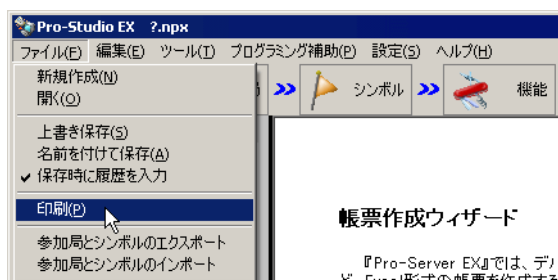 Pro-Studio EX ?.npx
ファイル(F) 編集(E) ツール(T) プログラミング補助(P) 設定(S) ヘルプ(H)
新規作成(N)
開く(O)
シンボル 機能
上書き保存(S)
名前を付けて保存(A)
保存時に履歴を入力
印刷(P)
帳票作成ウィザード
参加局とシンボルのエクスポート
参加局とシンボルのインポート
『Pro-Server EX』では、デ